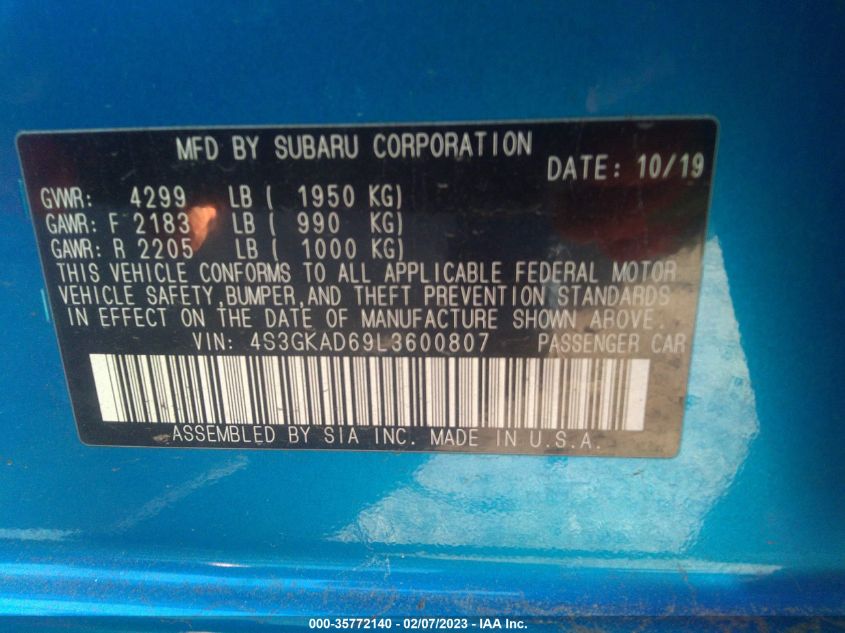 MFD BY SUBARU CORPORATION
DATE: 10/19
GVWR: 4299 LB ( 1950 KG)
GAWR: F 2183 LB ( 990 KG)
GAWR: R 2205 LB ( 1000 KG)
THIS VEHICLE CONFORMS TO ALL APPLICABLE FEDERAL MOTOR
VEHICLE SAFETY,BUMPER,AND THEFT PREVENTION STANDARDS
IN EFFECT ON THE DATE OF MANUFACTURE SHOWN ABOVE.
VIN: 4S3GKAD69L3600807 PASSENGER CAR
ASSEMBLED BY SIA INC. MADE IN U.S.A.
000-35772140 - 02/07/2023 - IAA Inc.